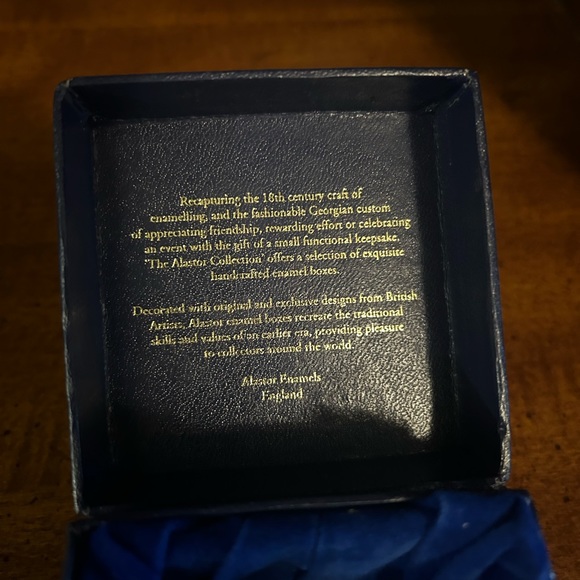 Recapturing the 18th century craft of
enamelling, and the fashionable Georgian custom
of appreciating friendship, rewarding effort or celebrating
an event with the gift of a small functional keepsake.
'The Alastor Collection' offers a selection of exquisite
handcrafted enamel boxes.
Decorated with original and exclusive designs from British
Artists, Alastor enamel boxes recreate the traditional
skills and values of an earlier era, providing pleasure
to collectors around the world.
Alastor Enamels
England